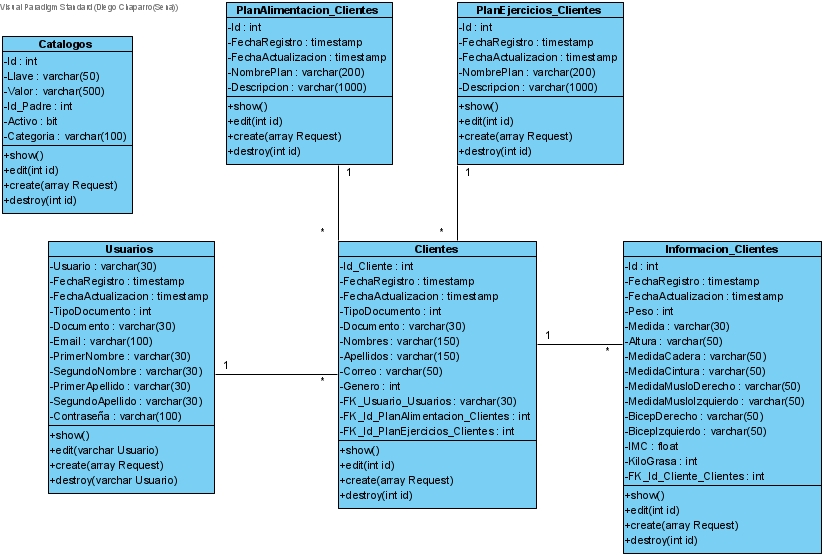 Visual Paradigm Standard (Diego Chaparro(Sena))
Catalogos
-Id : int
-Llave : varchar(50)
-Valor : varchar(500)
-Id_Padre : int
-Activo : bit
-Categoria : varchar(100)
+show()
+edit(int id)
+create(array Request)
+destroy(int id)
PlanAlimentacion_Clientes
-Id : int
-FechaRegistro : timestamp
-FechaActualizacion : timestamp
-NombrePlan : varchar(200)
-Descripcion : varchar(1000)
+show()
+edit(int id)
+create(array Request)
+destroy(int id)
PlanEjercicios_Clientes
-Id : int
-FechaRegistro : timestamp
-FechaActualizacion : timestamp
-NombrePlan : varchar(200)
-Descripcion : varchar(1000)
+show()
+edit(int id)
+create(array Request)
+destroy(int id)
1
1
*
*
Usuarios
-Usuario : varchar(30)
-FechaRegistro : timestamp
-FechaActualizacion : timestamp
-TipoDocumento : int
-Documento : varchar(30)
-Email : varchar(100)
-PrimerNombre : varchar(30)
-SegundoNombre : varchar(30)
-PrimerApellido : varchar(30)
-SegundoApellido : varchar(30)
-Contraseña : varchar(100)
+show()
+edit(varchar Usuario)
+create(array Request)
+destroy(varchar Usuario)
1
*
Clientes
-Id_Cliente : int
-FechaRegistro : timestamp
-FechaActualizacion : timestamp
-TipoDocumento : int
-Documento : varchar(30)
-Nombres : varchar(150)
-Apellidos : varchar(150)
-Correo : varchar(50)
-Genero : int
-FK_Usuario_Usuarios : varchar(30)
-FK_Id_PlanAlimentacion_Clientes : int
-FK_Id_PlanEjercicios_Clientes : int
+show()
+edit(int id)
+create(array Request)
+destroy(int id)
1
*
Informacion_Clientes
-Id : int
-FechaRegistro : timestamp
-FechaActualizacion : timestamp
-Peso : int
-Medida : varchar(30)
-Altura : varchar(50)
-MedidaCadera : varchar(50)
-MedidaCintura : varchar(50)
-MedidaMusloDerecho : varchar(50)
-MedidaMusloIzquierdo : varchar(50)
-BicepDerecho : varchar(50)
-BicepIzquierdo : varchar(50)
-IMC : float
-KiloGrasa : int
-FK_Id_Cliente_Clientes : int
+show()
+edit(int id)
+create(array Request)
+destroy(int id)